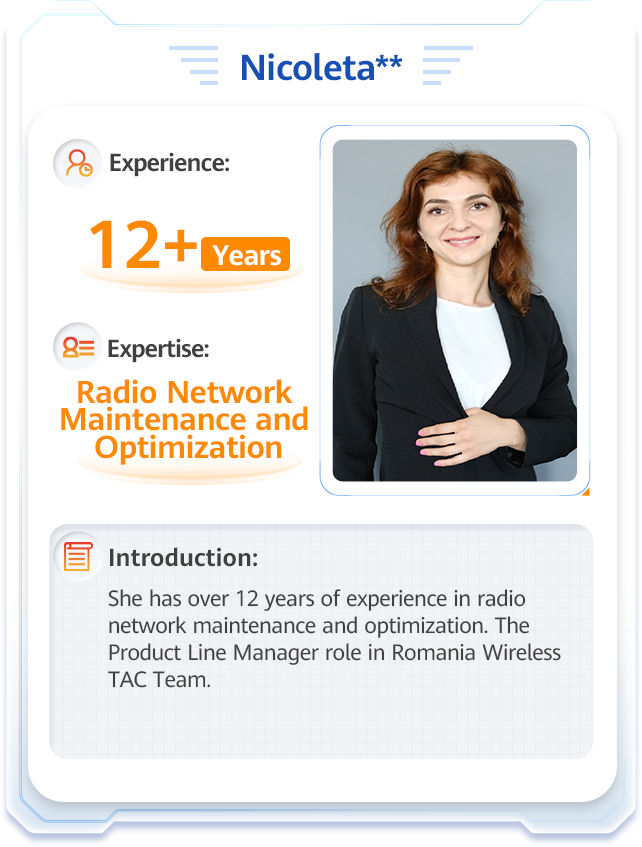 Nicoleta**
Experience:
12+ Years
Expertise:
Radio Network
Maintenance and
Optimization
Introduction:
She has over 12 years of experience in radio
network maintenance and optimization. The
Product Line Manager role in Romania Wireless
TAC Team.